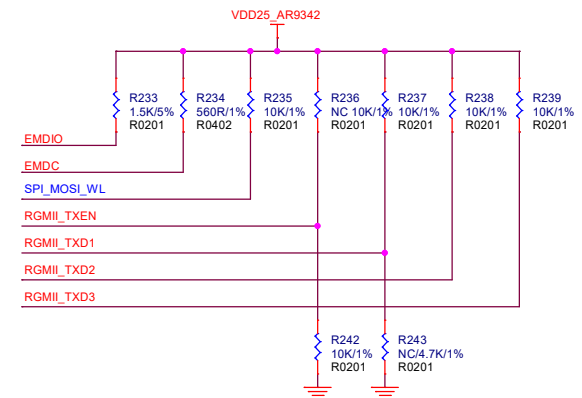 VDD25_AR9342
R233
1.5K/5%
R0201
R234
560R/1%
R0402
R235
10K/1%
R0201
R236
NC 10K/1%
R0201
R237
10K/1%
R0201
R238
10K/1%
R0201
R239
10K/1%
R0201
EMDIO
EMDC
SPI_MOSI_WL
RGMII_TXEN
RGMII_TXD1
RGMII_TXD2
RGMII_TXD3
R242
10K/1%
R0201
R243
NC/4.7K/1%
R0201